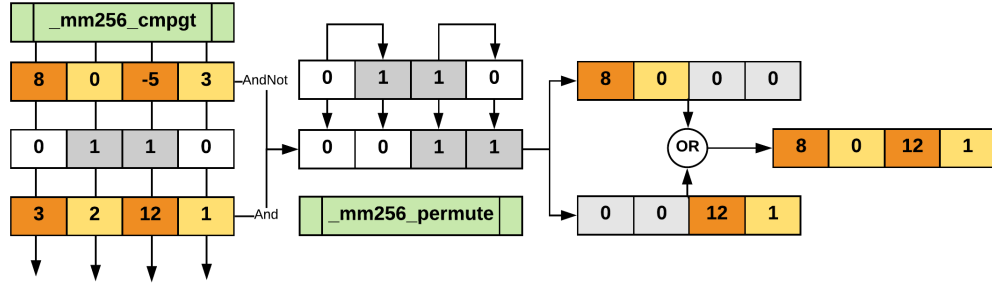 _mm256_cmpgt
8 0 -5 3
AndNot
0 1 1 0
3 2 12 1
And
0 1 1 0
0 0 1 1
_mm256_permute
8 0 0 0
OR
0 0 12 1
8 0 12 1